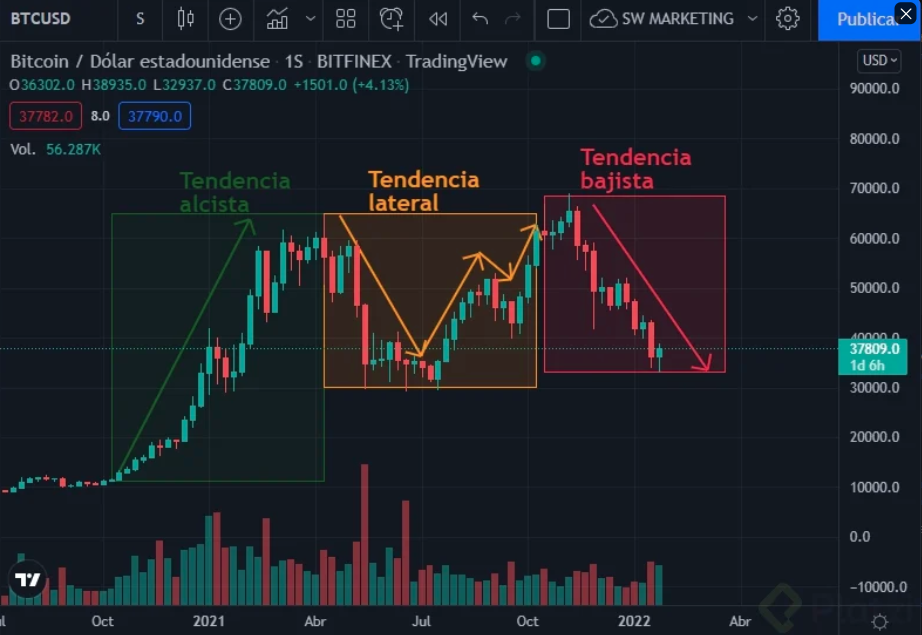 BTCUSD S SW MARKETING Publica
Bitcoin / Dólar estadounidense · 1S · BITFINEX · TradingView
USD
O36302.0 H38935.0 L32937.0 C37809.0 +1501.0 (+4.13%)
37782.0 8.0 37790.0
Vol. 56.287K
Tendencia
alcista
Tendencia
lateral
Tendencia
bajista
90000.0
80000.0
70000.0
60000.0
50000.0
40000.0
37809.0
1d 6h
30000.0
20000.0
10000.0
0.0
−10000.0
Oct 2021 Abr Jul Oct 2022 Abr